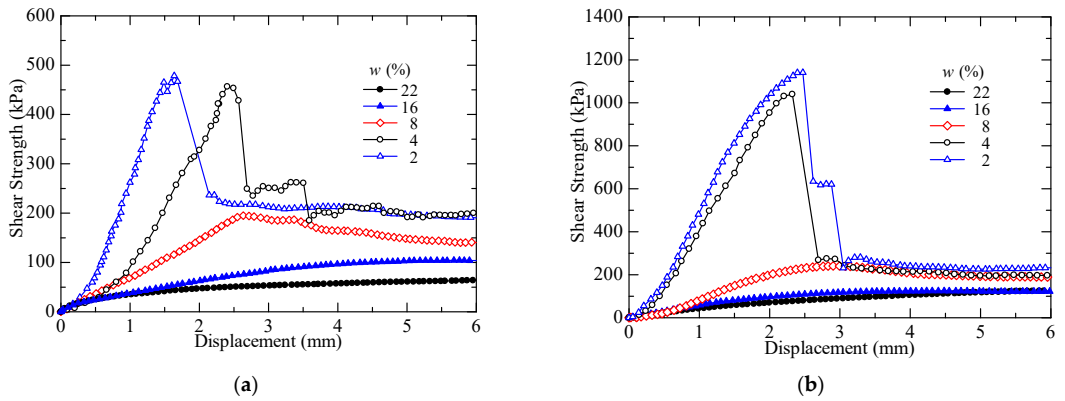 600
500
400
300
200
100
0
Shear Strength (kPa)
w (%)
22
16
8
4
2
0 1 2 3 4 5 6
Displacement (mm)
(a)
1400
1200
1000
800
600
400
200
0
Shear Strength (kPa)
w (%)
22
16
8
4
2
0 1 2 3 4 5 6
Displacement (mm)
(b)